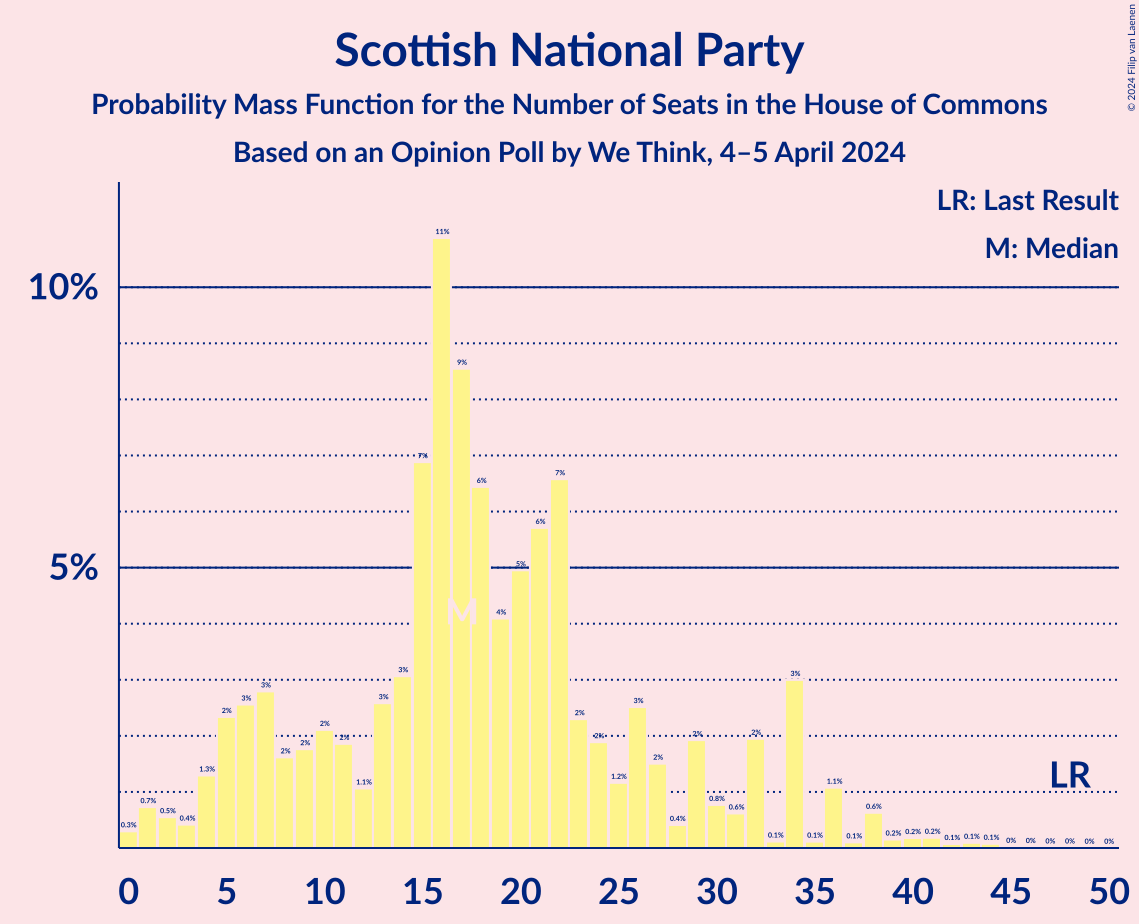 Scottish National Party
Probability Mass Function for the Number of Seats in the House of Commons
Based on an Opinion Poll by We Think, 4–5 April 2024
© 2024 Filip van Laenen
LR: Last Result
M: Median
10%
5%
0.3% 0.7% 0.5% 0.4% 1.3% 2% 3% 3% 2% 2% 2% 2% 1.1% 3% 3% 7% 11% 9% 6% 4% 5% 6% 7% 2% 2% 1.2% 3% 2% 0.4% 2% 0.8% 0.6% 2% 0.1% 3% 0.1% 1.1% 0.1% 0.6% 0.2% 0.2% 0.2% 0.1% 0.1% 0.1% 0% 0% 0% 0% 0% 0%
M
LR
0 5 10 15 20 25 30 35 40 45 50